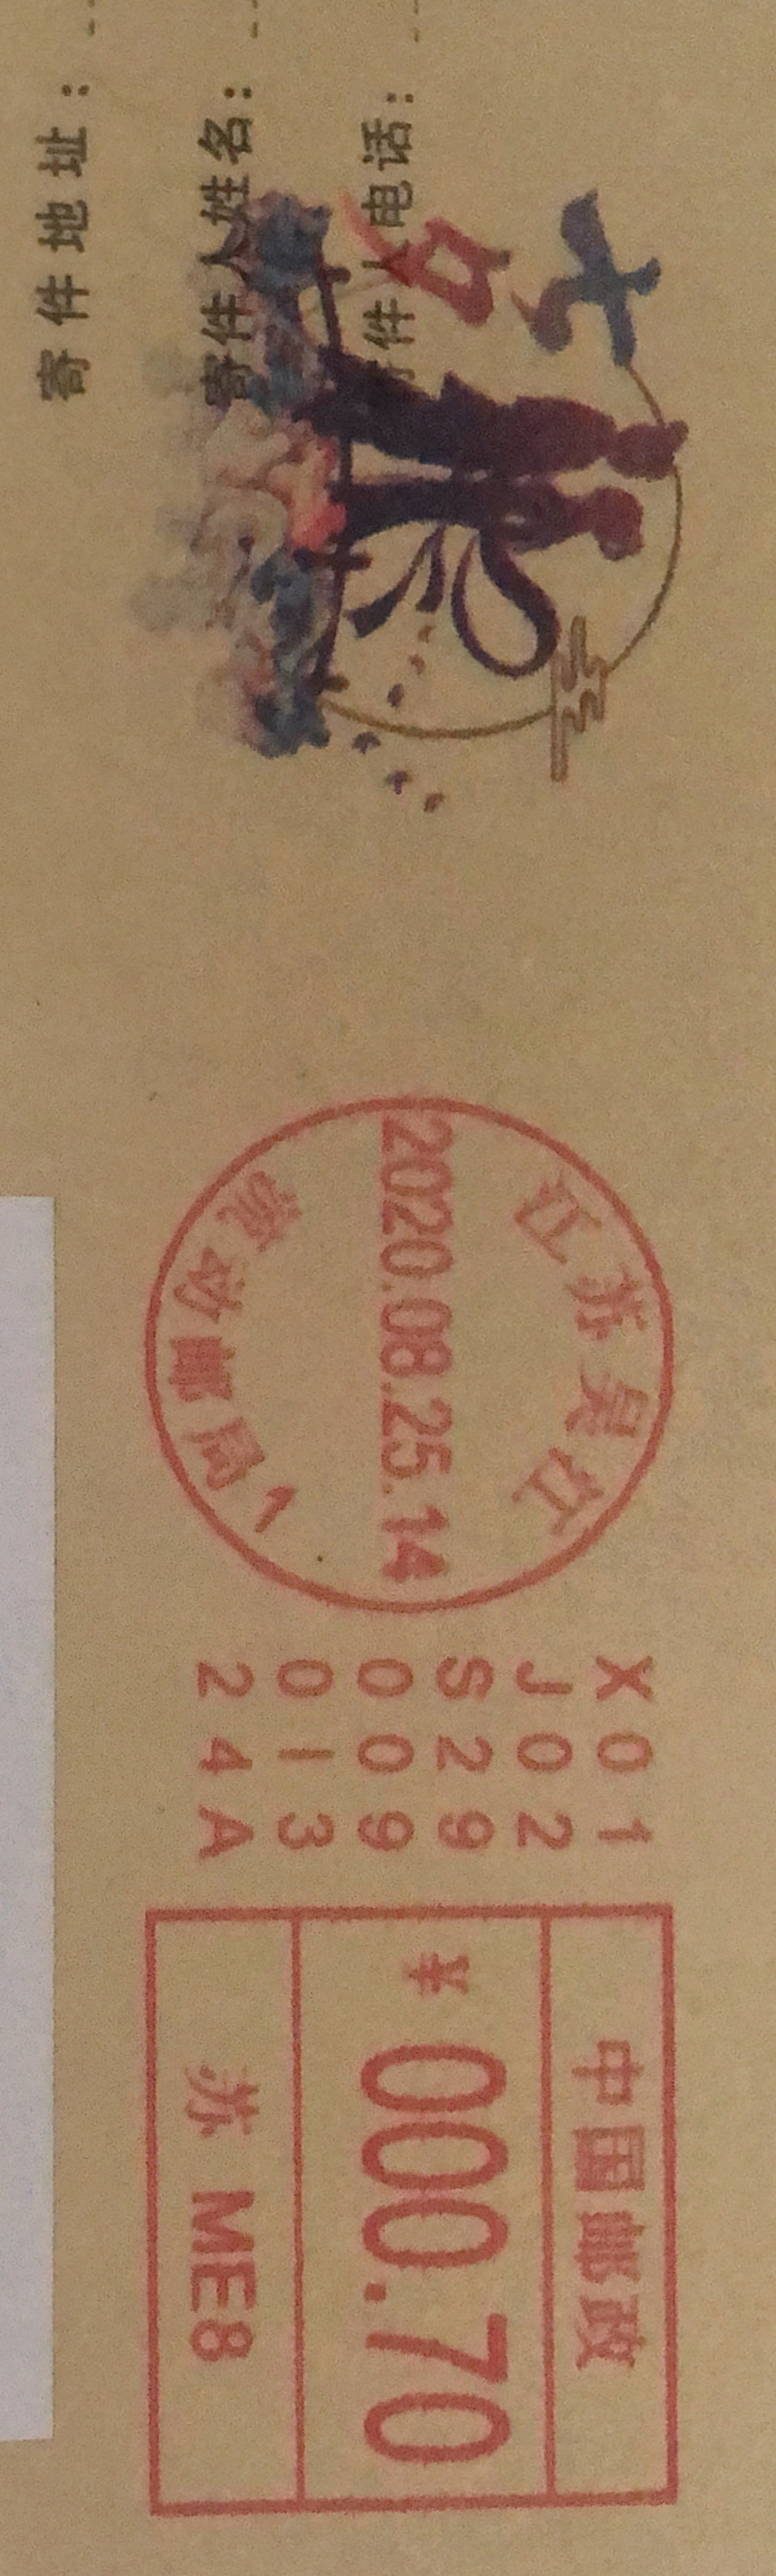 七夕
江苏吴江
2020.08.25.14
流动邮局1
X01
J02
S29
009
013
24A
中国邮政
¥000.70
苏 ME8
寄件地址：
寄件人姓名：
寄件人电话：